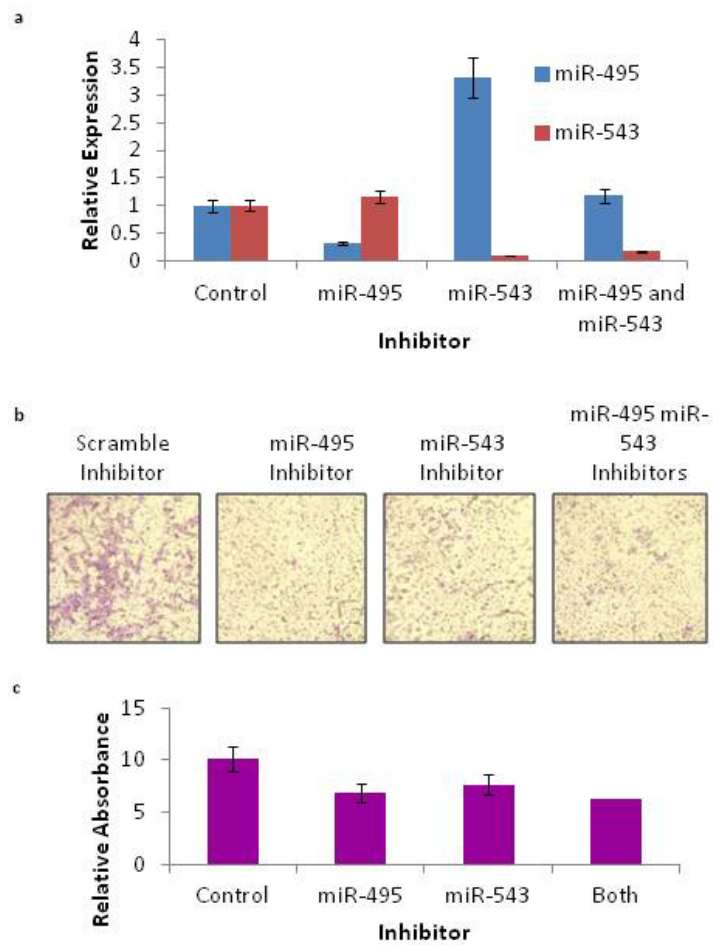 a
Relative Expression
4
3.5
3
2.5
2
1.5
1
0.5
0
miR-495
miR-543
Control
miR-495
miR-543
miR-495 and
miR-543
Inhibitor
b
Scramble
Inhibitor
miR-495
Inhibitor
miR-543
Inhibitor
miR-495 miR-
543
Inhibitors
c
Relative Absorbance
15
10
5
0
Control
miR-495
miR-543
Both
Inhibitor